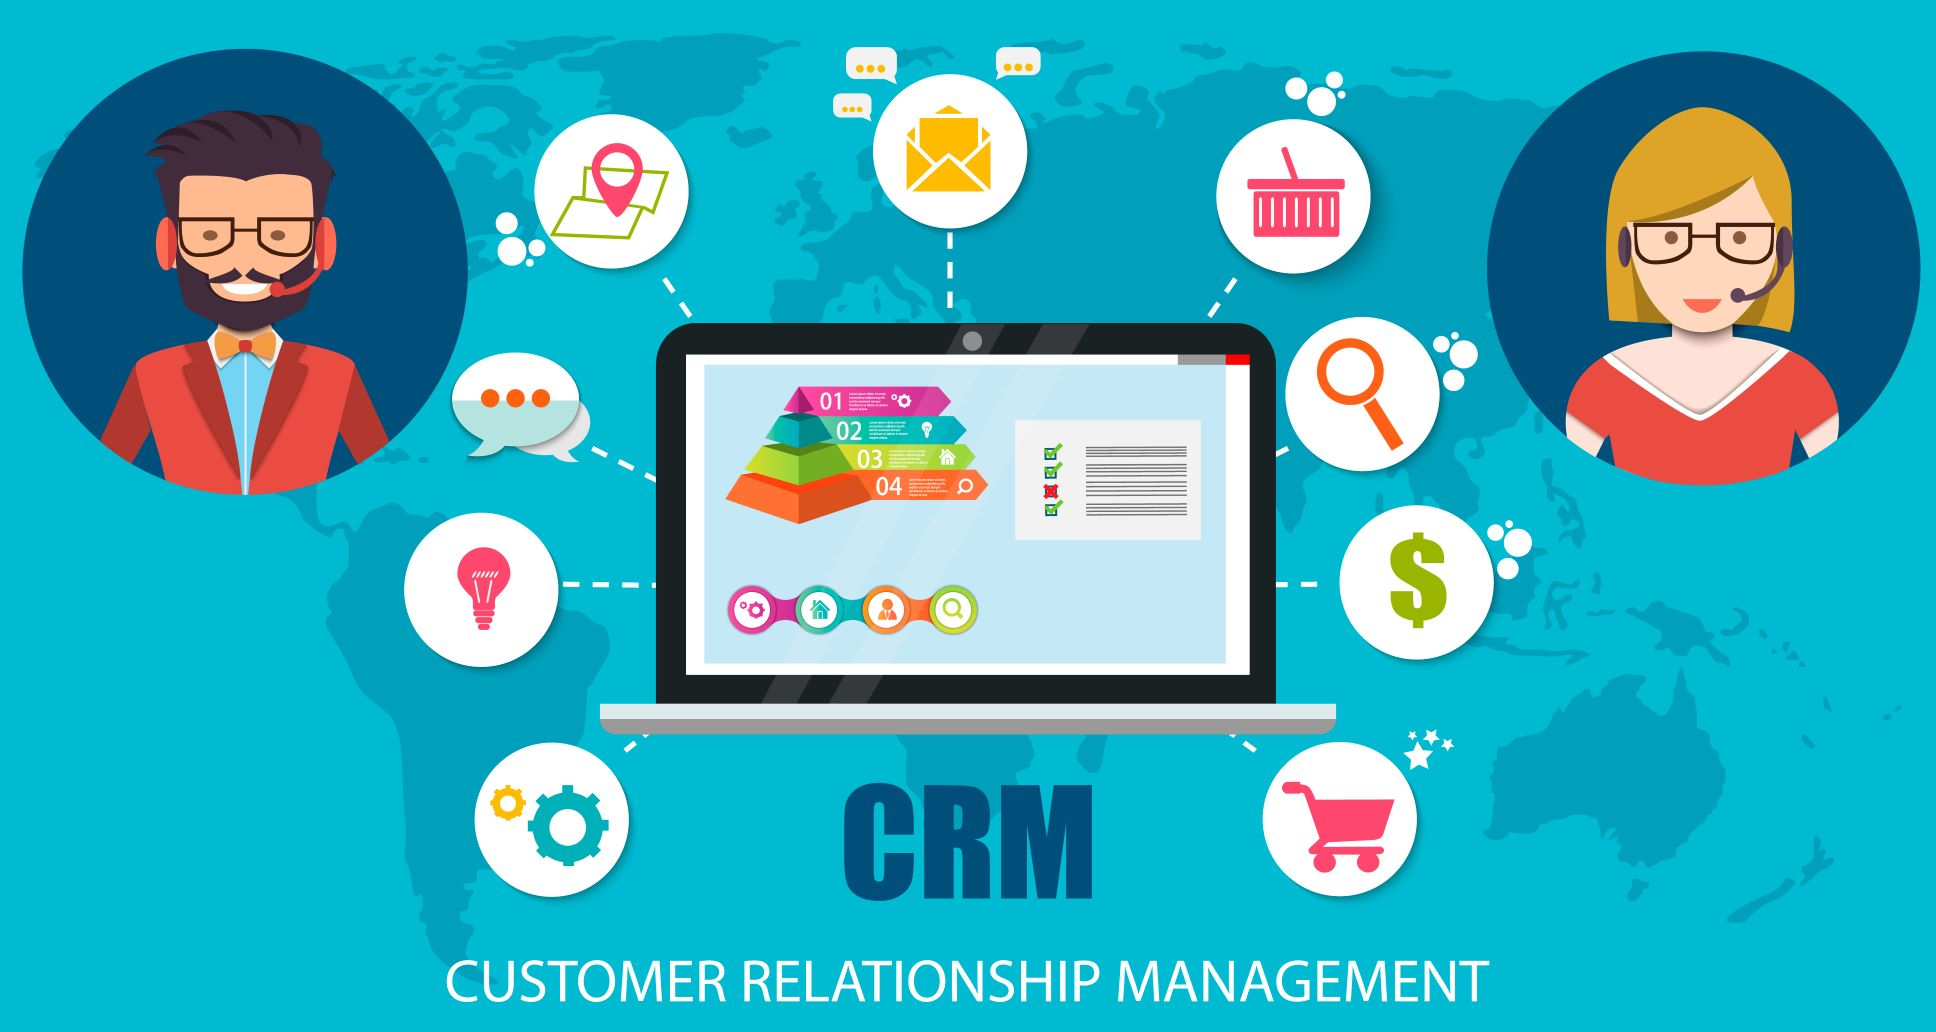 01
02
03
04
$
CRM
CUSTOMER RELATIONSHIP MANAGEMENT